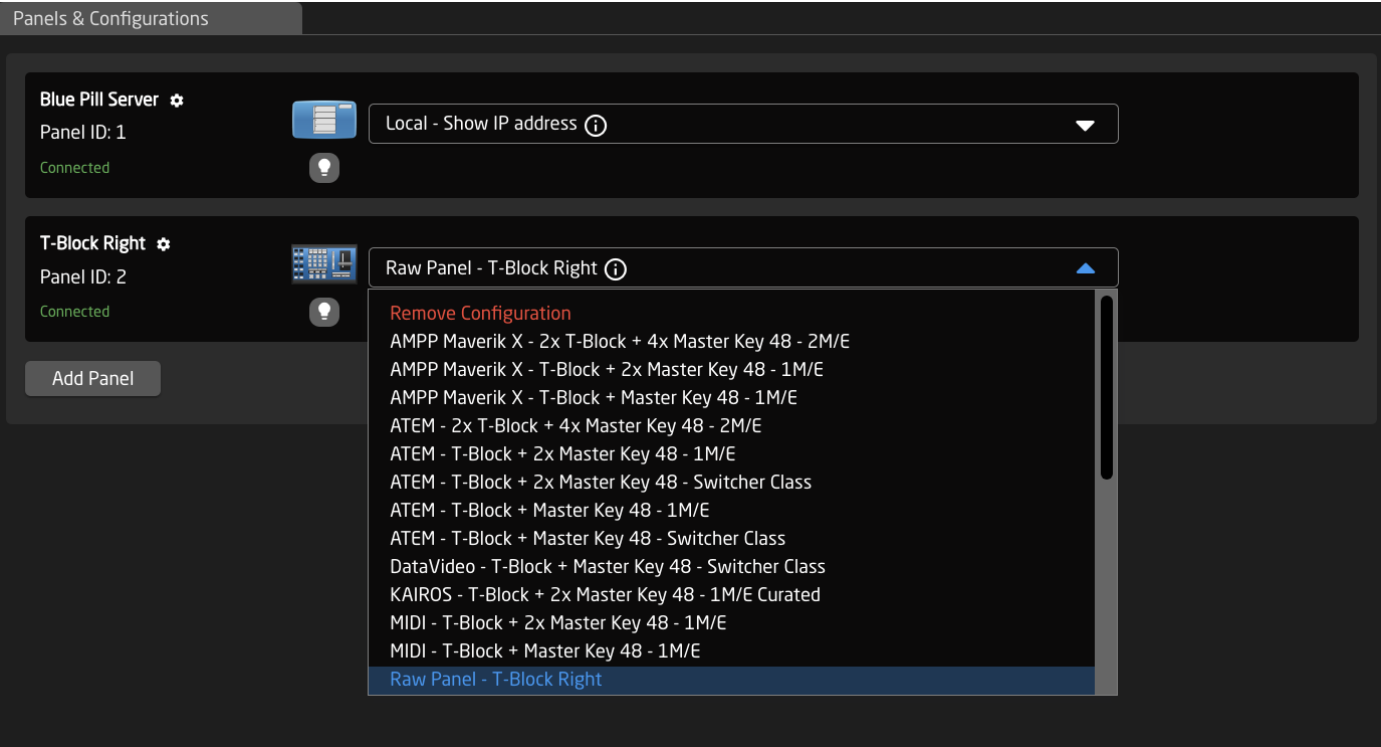 Panels & Configurations
Blue Pill Server
Panel ID: 1
Connected
Local - Show IP address
T-Block Right
Panel ID: 2
Connected
Raw Panel - T-Block Right
Remove Configuration
AMPP Maverik X - 2x T-Block + 4x Master Key 48 - 2M/E
AMPP Maverik X - T-Block + 2x Master Key 48 - 1M/E
AMPP Maverik X - T-Block + Master Key 48 - 1M/E
ATEM - 2x T-Block + 4x Master Key 48 - 2M/E
ATEM - T-Block + 2x Master Key 48 - 1M/E
ATEM - T-Block + 2x Master Key 48 - Switcher Class
ATEM - T-Block + Master Key 48 - 1M/E
ATEM - T-Block + Master Key 48 - Switcher Class
DataVideo - T-Block + Master Key 48 - Switcher Class
KAIROS - T-Block + 2x Master Key 48 - 1M/E Curated
MIDI - T-Block + 2x Master Key 48 - 1M/E
MIDI - T-Block + Master Key 48 - 1M/E
Raw Panel - T-Block Right
Add Panel